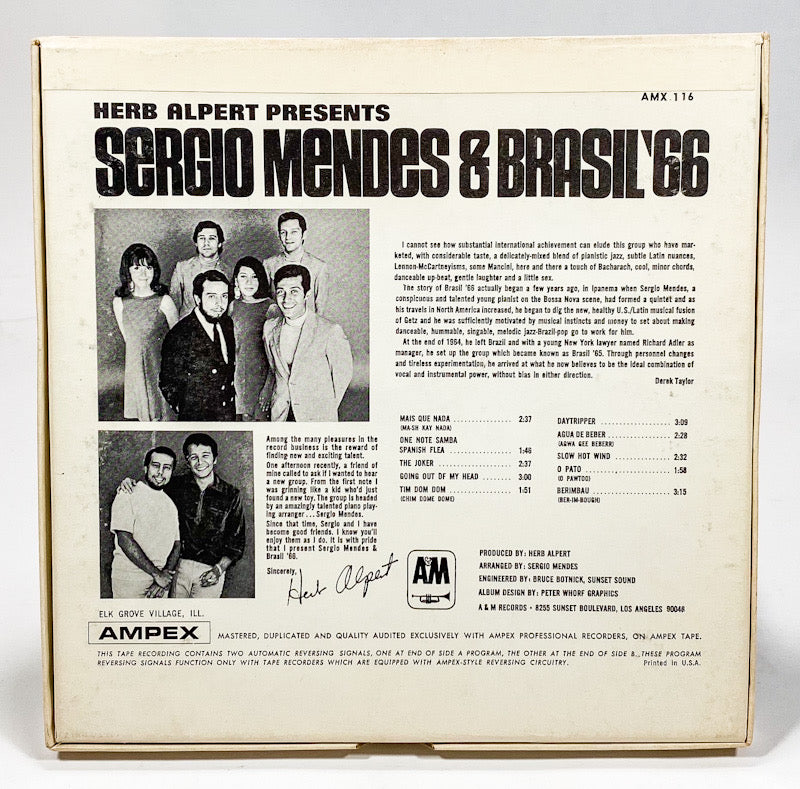 AMX 116
HERB ALPERT PRESENTS
SERGIO MENDES & BRASIL '66
I cannot see how substantial international achievement can elude this group who have mar-
keted, with considerable taste, a delicately-mixed blend of pianistic jazz, subtle Latin nuances,
Lennon-McCartneyisms, some Mancini, here and there a touch of Bacharach, cool, minor chords,
danceable up-beat, gentle laughter and a little sex.
The story of Brasil '66 actually began a few years ago, in Ipanema when Sergio Mendes, a
conspicuous and talented young pianist on the Bossa Nova scene, had formed a quintet and as
his travels in North America increased, he began to dig the new, healthy U.S./Latin musical fusion
of Getz and he was sufficiently motivated by musical instincts and money to set about making
danceable, hummable, singable, melodic jazz-Brazil-pop go to work for him.
At the end of 1964, he left Brazil and with a young New York lawyer named Richard Adler as
manager, he set up the group which became known as Brasil '65. Through personnel changes
and tireless experimentation, he arrived at what he now believes to be the ideal combination of
vocal and instrumental power, without bias in either direction.
Derek Taylor
MAIS QUE NADA .................. 2:37
(MA-SH KAY NADA)
ONE NOTE SAMBA
SPANISH FLEA .................. 1:46
THE JOKER .................. 2:37
GOING OUT OF MY HEAD .......... 3:00
TIM DOM DOM .................. 1:51
(CHIM DOME DOME)
DAYTRIPPER .................. 3:09
AGUA DE BEBER .................. 2:28
(AGWA GEE BEBERR)
SLOW HOT WIND .................. 2:32
O PATO .................. 1:58
(O PAWTOO)
BERIMBAU .................. 3:15
(BER-IM-BOUGH)
Among the many pleasures in the
record business is the reward of
finding new and exciting talent.
One afternoon recently, a friend of
mine called to ask if I wanted to hear
a new group. From the first note I
was grinning like a kid who'd just
found a new toy. The group is headed
by an amazingly talented piano play-
ing arranger ... Sergio Mendes.
Since that time, Sergio and I have
become good friends. I know you'll
enjoy them as I do. It is with pride
that I present Sergio Mendes &
Brasil '66.
Sincerely,
Herb Alpert
A&M
PRODUCED BY: HERB ALPERT
ARRANGED BY: SERGIO MENDES
ENGINEERED BY: BRUCE BOTNICK, SUNSET SOUND
ALBUM DESIGN BY: PETER WHORF GRAPHICS
A & M RECORDS • 8255 SUNSET BOULEVARD, LOS ANGELES 90046
ELK GROVE VILLAGE, ILL.
AMPEX MASTERED, DUPLICATED AND QUALITY AUDITED EXCLUSIVELY WITH AMPEX PROFESSIONAL RECORDERS, ON AMPEX TAPE.
THIS TAPE RECORDING CONTAINS TWO AUTOMATIC REVERSING SIGNALS, ONE AT END OF SIDE A PROGRAM, THE OTHER AT THE END OF SIDE B., THESE PROGRAM
REVERSING SIGNALS FUNCTION ONLY WITH TAPE RECORDERS WHICH ARE EQUIPPED WITH AMPEX-STYLE REVERSING CIRCUITRY. Printed in U.S.A.